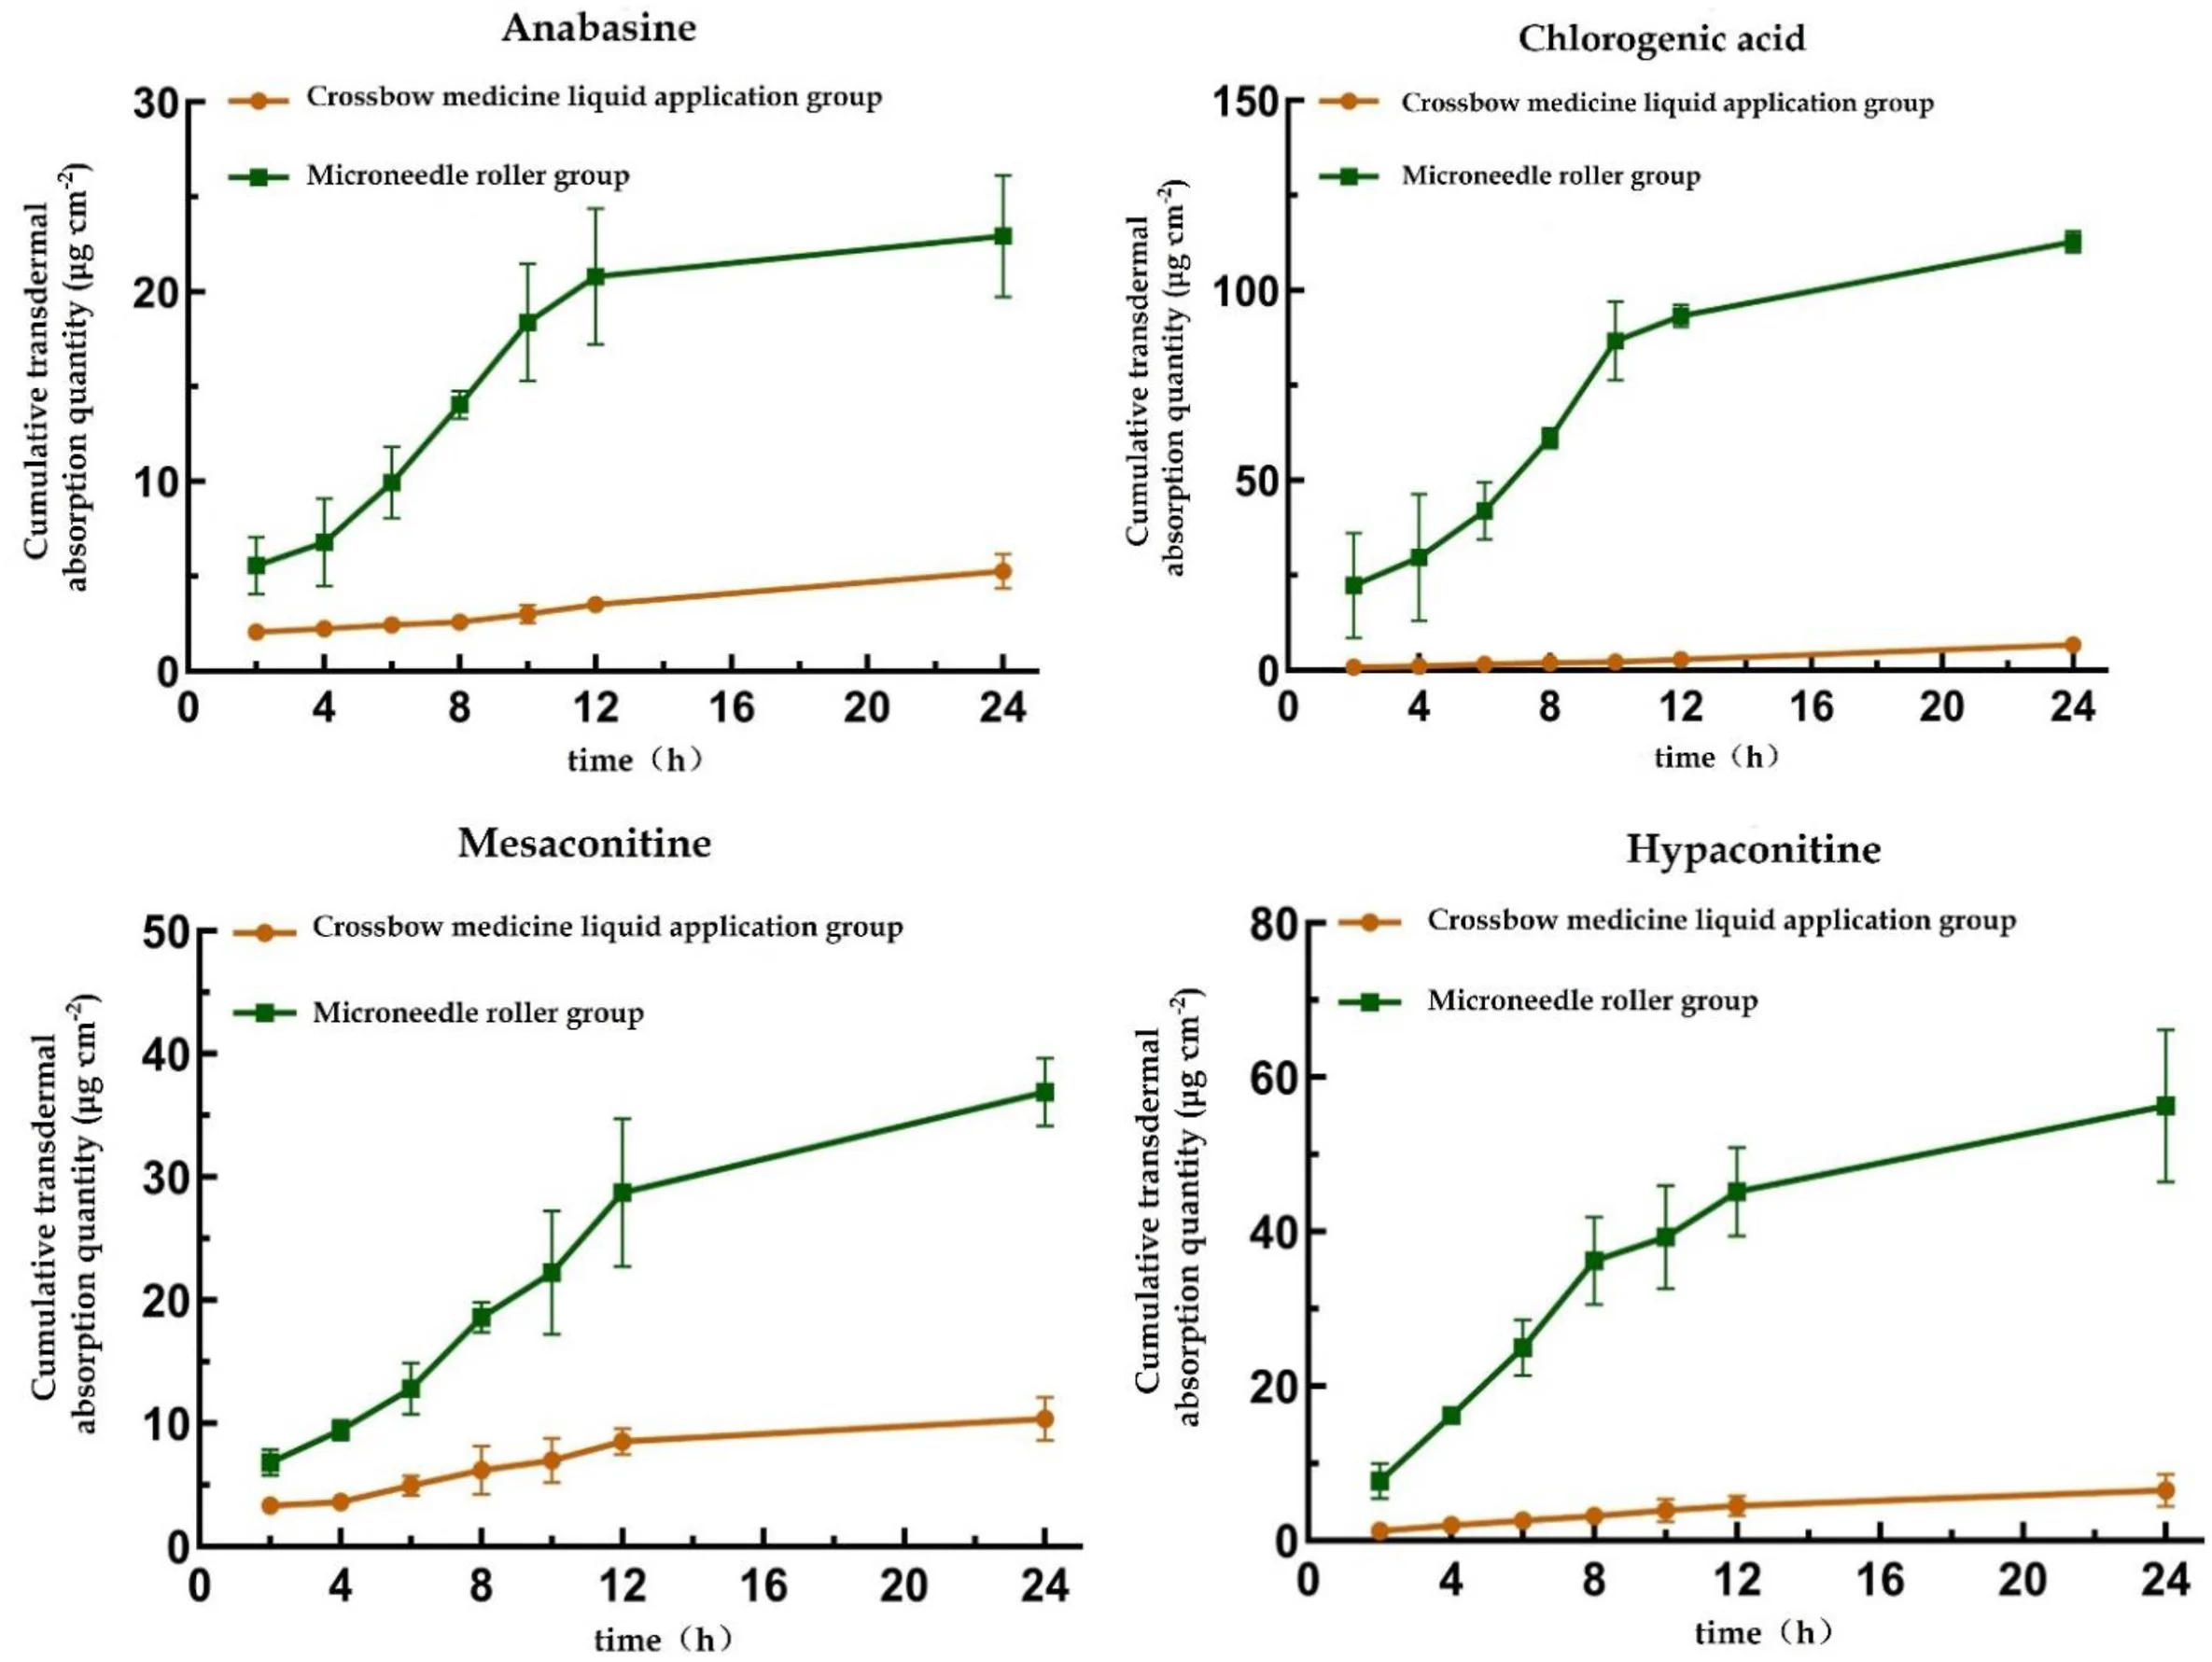 Anabasine
Crossbow medicine liquid application group
Microneedle roller group
Cumulative transdermal
absorption quantity (μg cm-2)
30
20
10
0
0 4 8 12 16 20 24
time（h）
Chlorogenic acid
Crossbow medicine liquid application group
Microneedle roller group
Cumulative transdermal
absorption quantity (μg cm-2)
150
100
50
0
0 4 8 12 16 20 24
time（h）
Mesaconitine
Crossbow medicine liquid application group
Microneedle roller group
Cumulative transdermal
absorption quantity (μg cm-2)
50
40
30
20
10
0
0 4 8 12 16 20 24
time（h）
Hypaconitine
Crossbow medicine liquid application group
Microneedle roller group
Cumulative transdermal
absorption quantity (μg cm-2)
80
60
40
20
0
0 4 8 12 16 20 24
time（h）